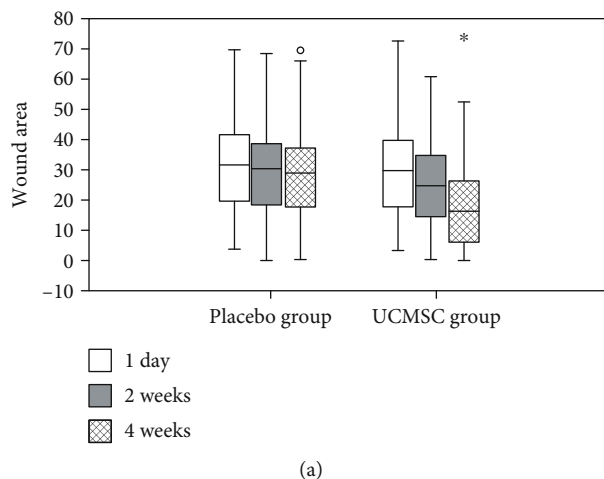 80
70
60
50
40
30
20
10
0
–10
Wound area
*
Placebo group
UCMSC group
1 day
2 weeks
4 weeks
(a)